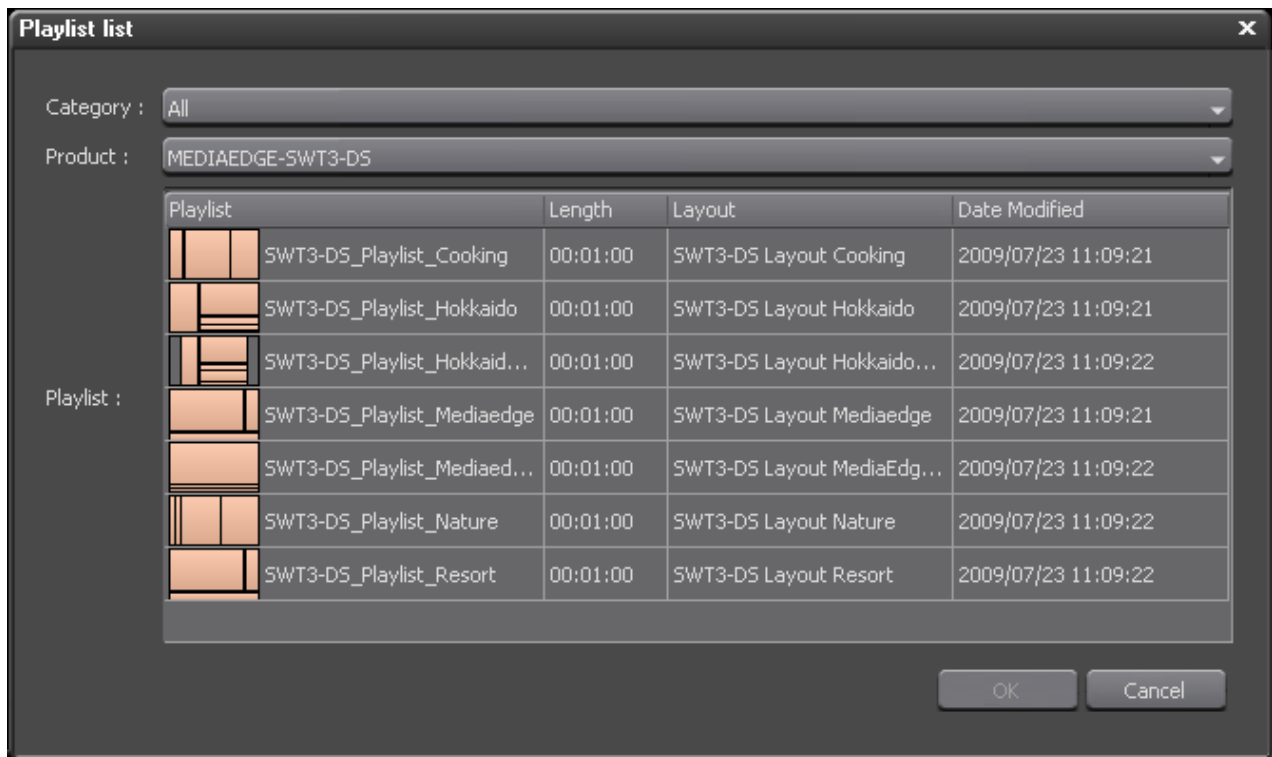 Playlist list
Category : All
Product : MEDIAEDGE-SWT3-DS
Playlist Length Layout Date Modified
SWT3-DS_Playlist_Cooking 00:01:00 SWT3-DS Layout Cooking 2009/07/23 11:09:21
SWT3-DS_Playlist_Hokkaido 00:01:00 SWT3-DS Layout Hokkaido 2009/07/23 11:09:21
SWT3-DS_Playlist_Hokkaid... 00:01:00 SWT3-DS Layout Hokkaido... 2009/07/23 11:09:22
Playlist :
SWT3-DS_Playlist_Mediaedge 00:01:00 SWT3-DS Layout Mediaedge 2009/07/23 11:09:21
SWT3-DS_Playlist_Mediaed... 00:01:00 SWT3-DS Layout MediaEdg... 2009/07/23 11:09:22
SWT3-DS_Playlist_Nature 00:01:00 SWT3-DS Layout Nature 2009/07/23 11:09:22
SWT3-DS_Playlist_Resort 00:01:00 SWT3-DS Layout Resort 2009/07/23 11:09:22
OK Cancel